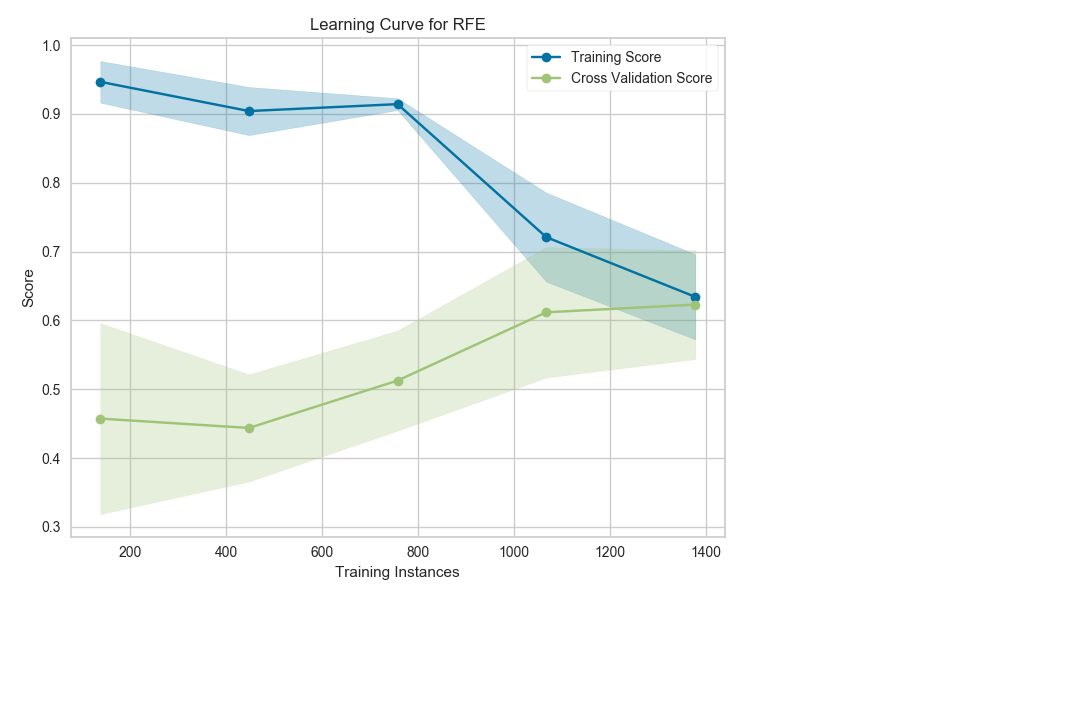 Learning Curve for RFE
Training Score
Cross Validation Score
1.0
0.9
0.8
0.7
0.6
0.5
0.4
0.3
Score
200 400 600 800 1000 1200 1400
Training Instances